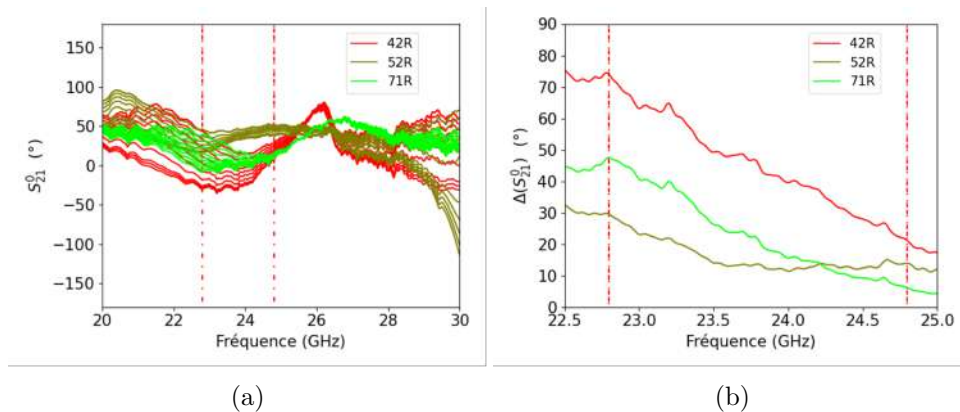 150
100
50
0
−50
−100
−150
S⁰₂₁ (°)
20 22 24 26 28 30
Fréquence (GHz)
42R
52R
71R
(a)
90
80
70
60
50
40
30
20
10
0
Δ(S⁰₂₁) (°)
22.5 23.0 23.5 24.0 24.5 25.0
Fréquence (GHz)
42R
52R
71R
(b)